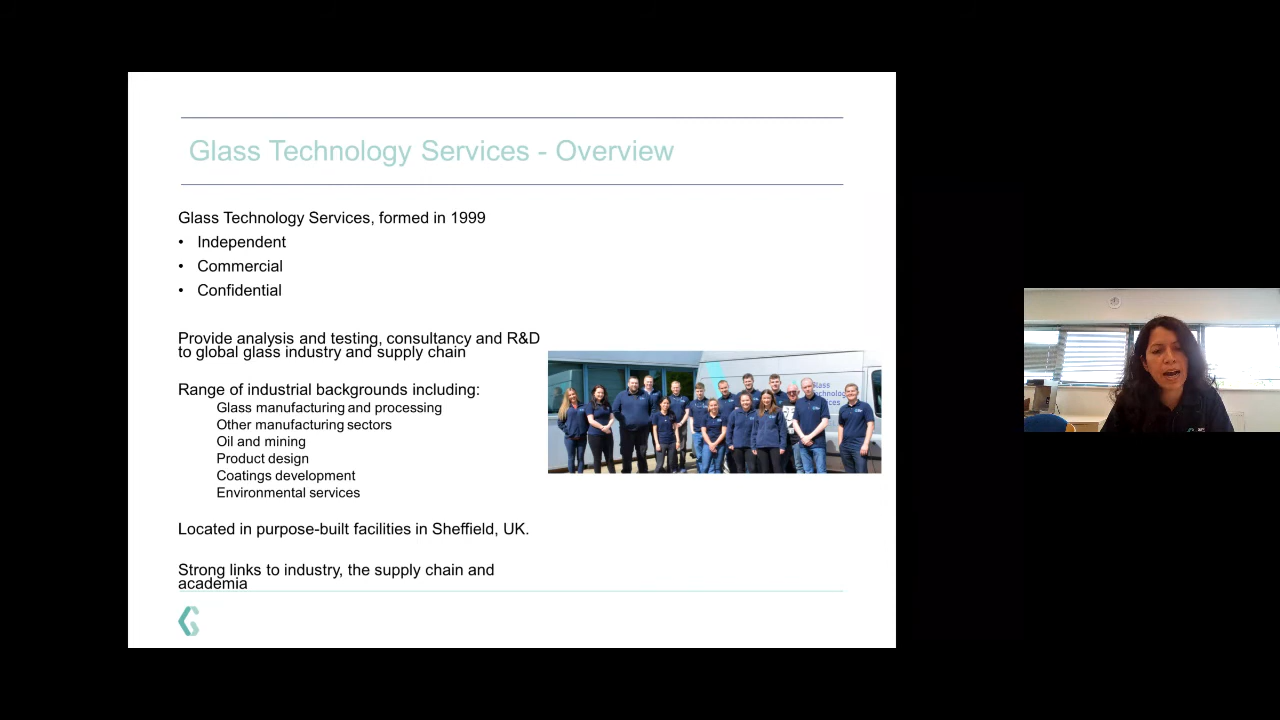 Glass Technology Services - Overview
Glass Technology Services, formed in 1999
• Independent
• Commercial
• Confidential
Provide analysis and testing, consultancy and R&D
to global glass industry and supply chain
Range of industrial backgrounds including:
Glass manufacturing and processing
Other manufacturing sectors
Oil and mining
Product design
Coatings development
Environmental services
Glass
Located in purpose-built facilities in Sheffield, UK.
Strong links to industry, the supply chain and
academia